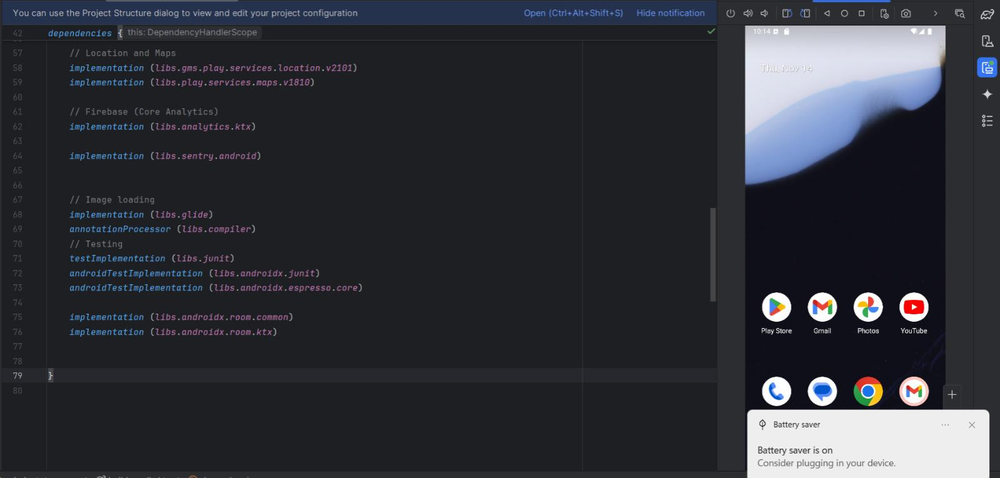 You can use the Project Structure dialog to view and edit your project configuration
Open (Ctrl+Alt+Shift+S) Hide notification
42 dependencies { this: DependencyHandlerScope
57 // Location and Maps
58 implementation (libs.gms.play.services.location.v2101)
59 implementation (libs.play.services.maps.v1810)
60
61 // Firebase (Core Analytics)
62 implementation (libs.analytics.ktx)
63
64 implementation (libs.sentry.android)
65
66
67 // Image loading
68 implementation (libs.glide)
69 annotationProcessor (libs.compiler)
70 // Testing
71 testImplementation (libs.junit)
72 androidTestImplementation (libs.androidx.junit)
73 androidTestImplementation (libs.androidx.espresso.core)
74
75 implementation (libs.androidx.room.common)
76 implementation (libs.androidx.room.ktx)
77
78
79 }
80
10:14
Thu, Nov 14
Play Store Gmail Photos YouTube
Battery saver
Battery saver is on
Consider plugging in your device.